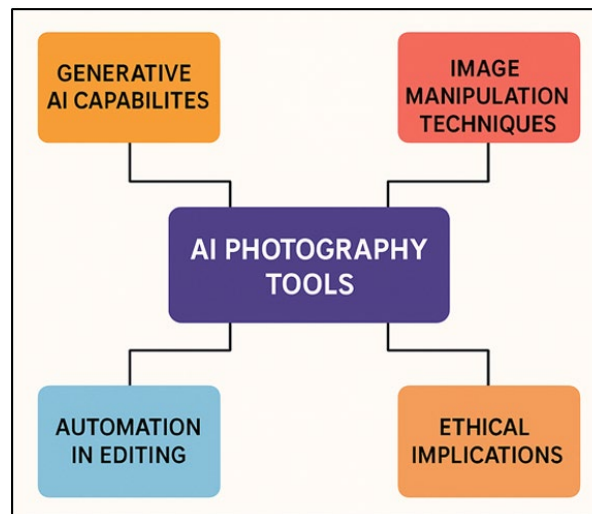 GENERATIVE
AI CAPABILITES
IMAGE
MANIPULATION
TECHNIQUES
AI PHOTOGRAPHY
TOOLS
AUTOMATION
IN EDITING
ETHICAL
IMPLICATIONS